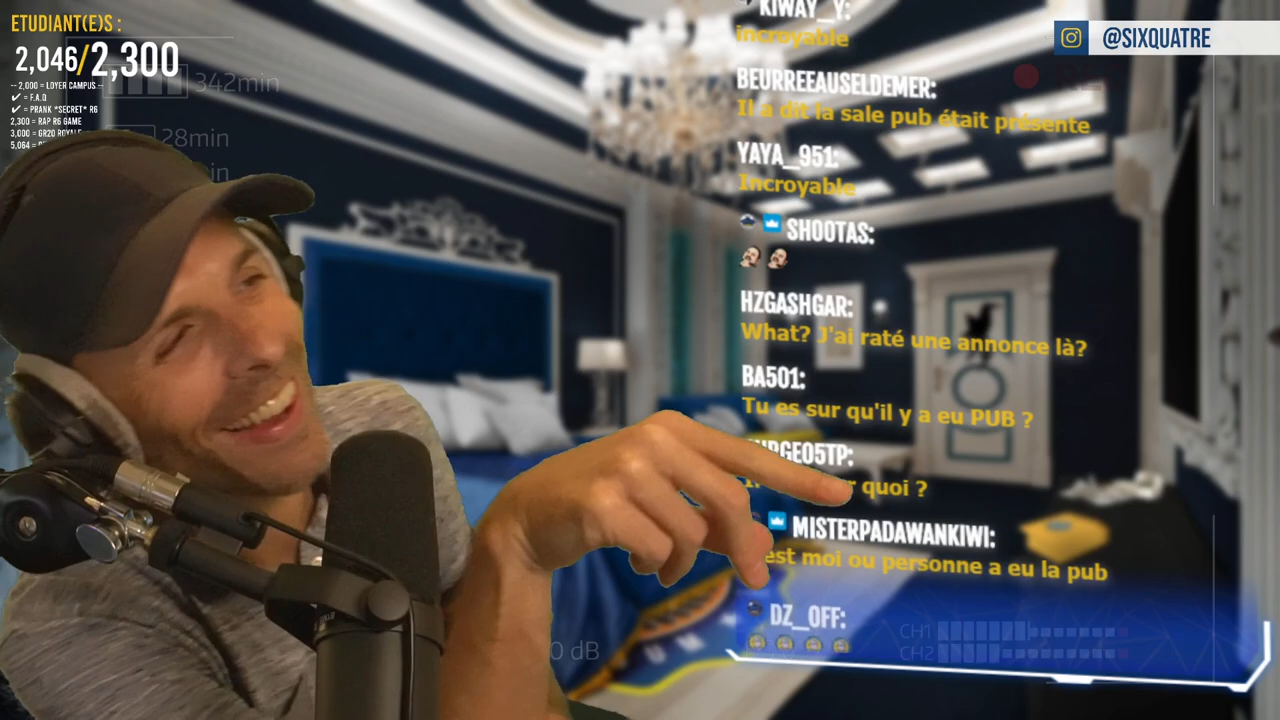 ETUDIANT(E)S :
2,046/2,300
-- 2,000 = LOYER CAMPUS --
✔ = F.A.Q
✔ = PRANK *SECRET* R6
2,300 = RAP R6 GAME
3,000 = GR20 ROYALE
5,064 =
342min
28min
@SIXQUATRE
KIWAY_Y:
incroyable
BEURREEAUSELDEMER:
Il a dit la sale pub était présente
YAYA_951:
Incroyable
SHOOTAS:
HZGASHGAR:
What? J'ai raté une annonce là?
BA501:
Tu es sur qu'il y a eu PUB ?
quoi ?
MISTERPADAWANKIWI:
est moi ou personne a eu la pub
DZ_OFF:
0 dB
CH1
CH2